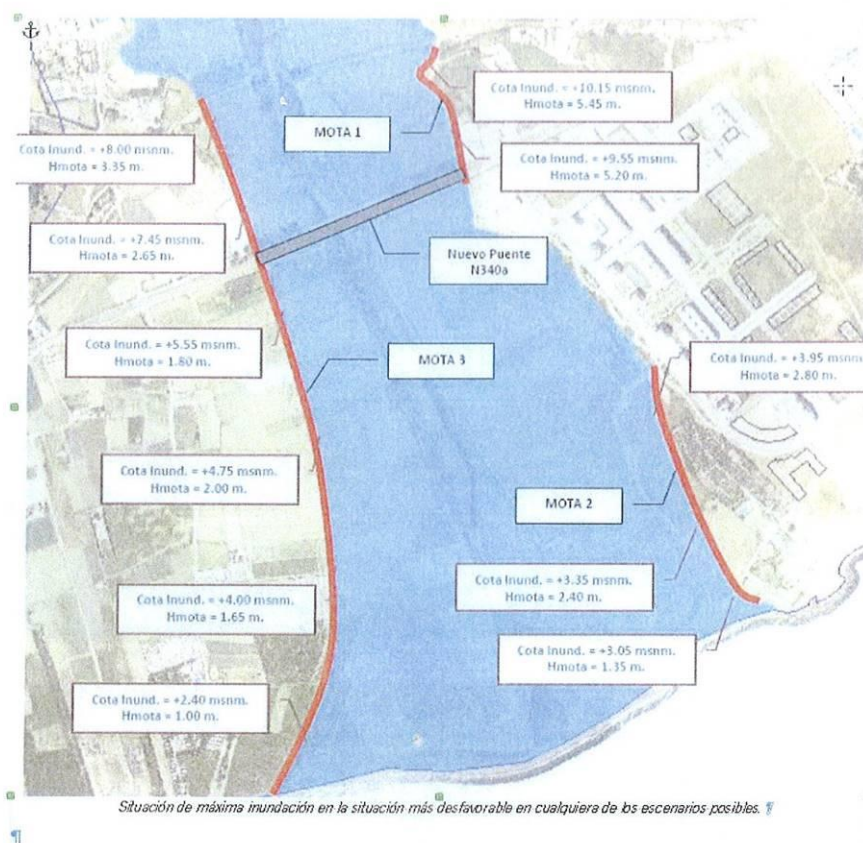 Cota Inund. = +10.15 msnm.
Hmota = 5.45 m.
MOTA 1
Cota Inund. = +8.00 msnm.
Hmota = 3.35 m.
Cota Inund. = +9.55 msnm.
Hmota = 5.20 m.
Cota Inund. = +7.45 msnm.
Hmota = 2.65 m.
Nuevo Puente
N340a
Cota Inund. = +5.55 msnm.
Hmota = 1.80 m.
MOTA 3
Cota Inund. = +3.95 msnm.
Hmota = 2.80 m.
Cota Inund. = +4.75 msnm.
Hmota = 2.00 m.
MOTA 2
Cota Inund. = +3.35 msnm.
Hmota = 2.40 m.
Cota Inund. = +4.00 msnm.
Hmota = 1.65 m.
Cota Inund. = +3.05 msnm.
Hmota = 1.35 m.
Cota Inund. = +2.40 msnm.
Hmota = 1.00 m.
Situación de máxima inundación en la situación más desfavorable en cualquiera de los escenarios posibles. ¶
¶